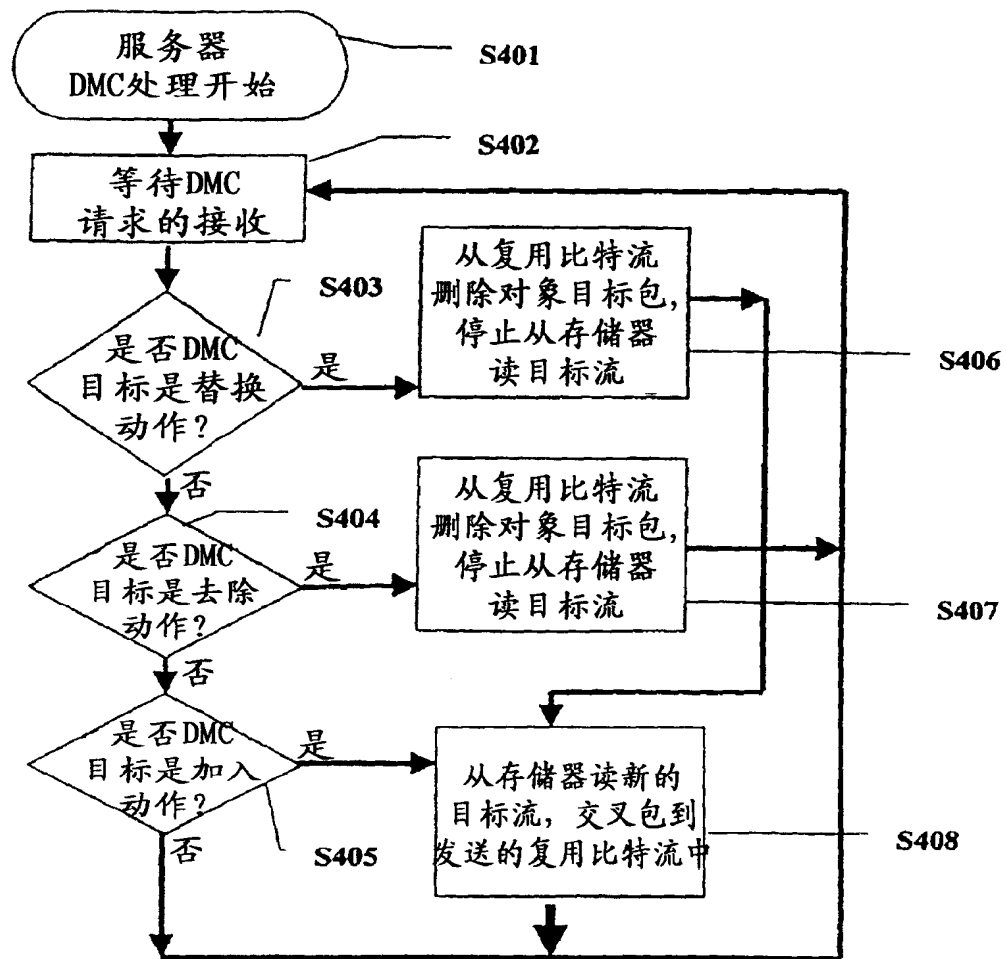 服务器
DMC处理开始
S401
S402
等待DMC
请求的接收
S403
是否DMC
目标是替换
动作?
是
否
从复用比特流
删除对象目标包,
停止从存储器
读目标流
S406
S404
是否DMC
目标是去除
动作?
是
否
从复用比特流
删除对象目标包,
停止从存储器
读目标流
S407
是否DMC
目标是加入
动作?
是
否
S405
从存储器读新的
目标流,交叉包到
发送的复用比特流中
S408